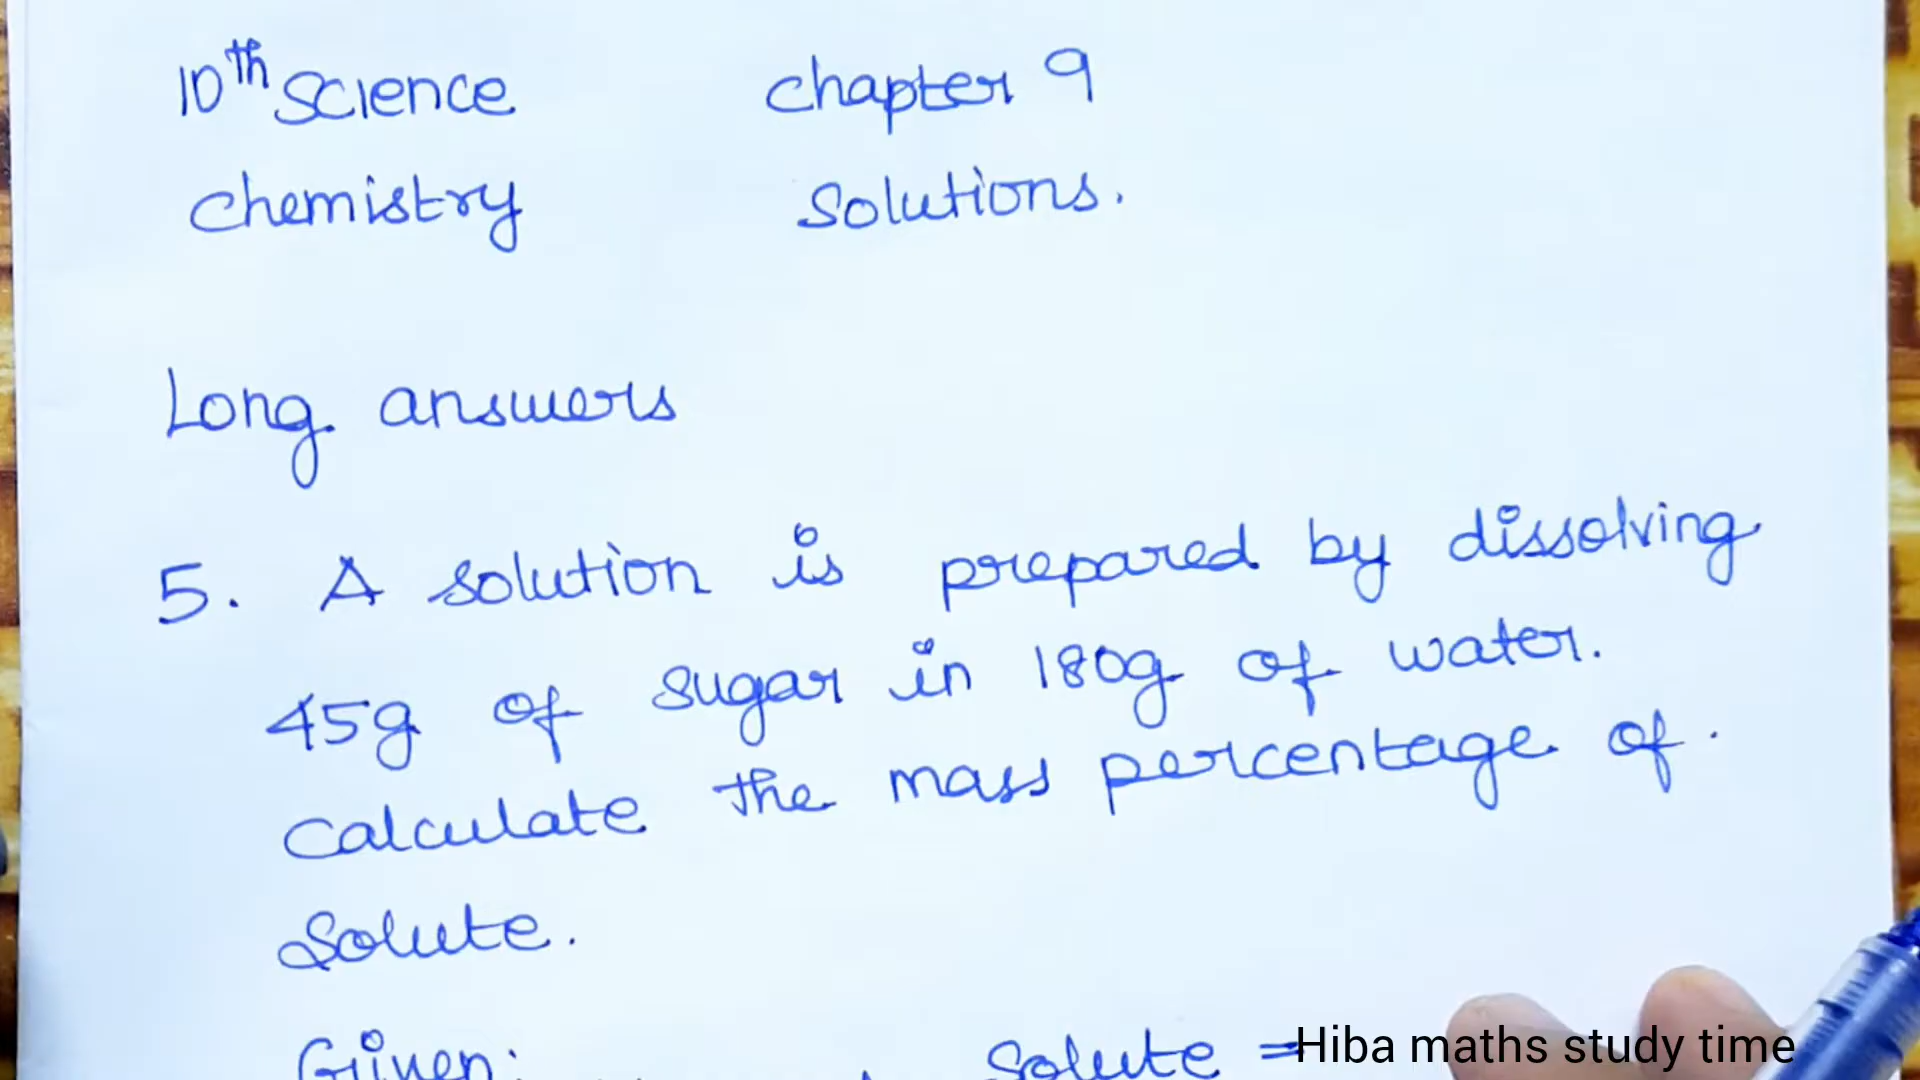 10th Science chapter 9
Chemistry Solutions.
Long answers
5. A solution is prepared by dissolving
45g of sugar in 180g of water.
Calculate the mass percentage of.
Solute.
Given: Solute =
Hiba maths study time